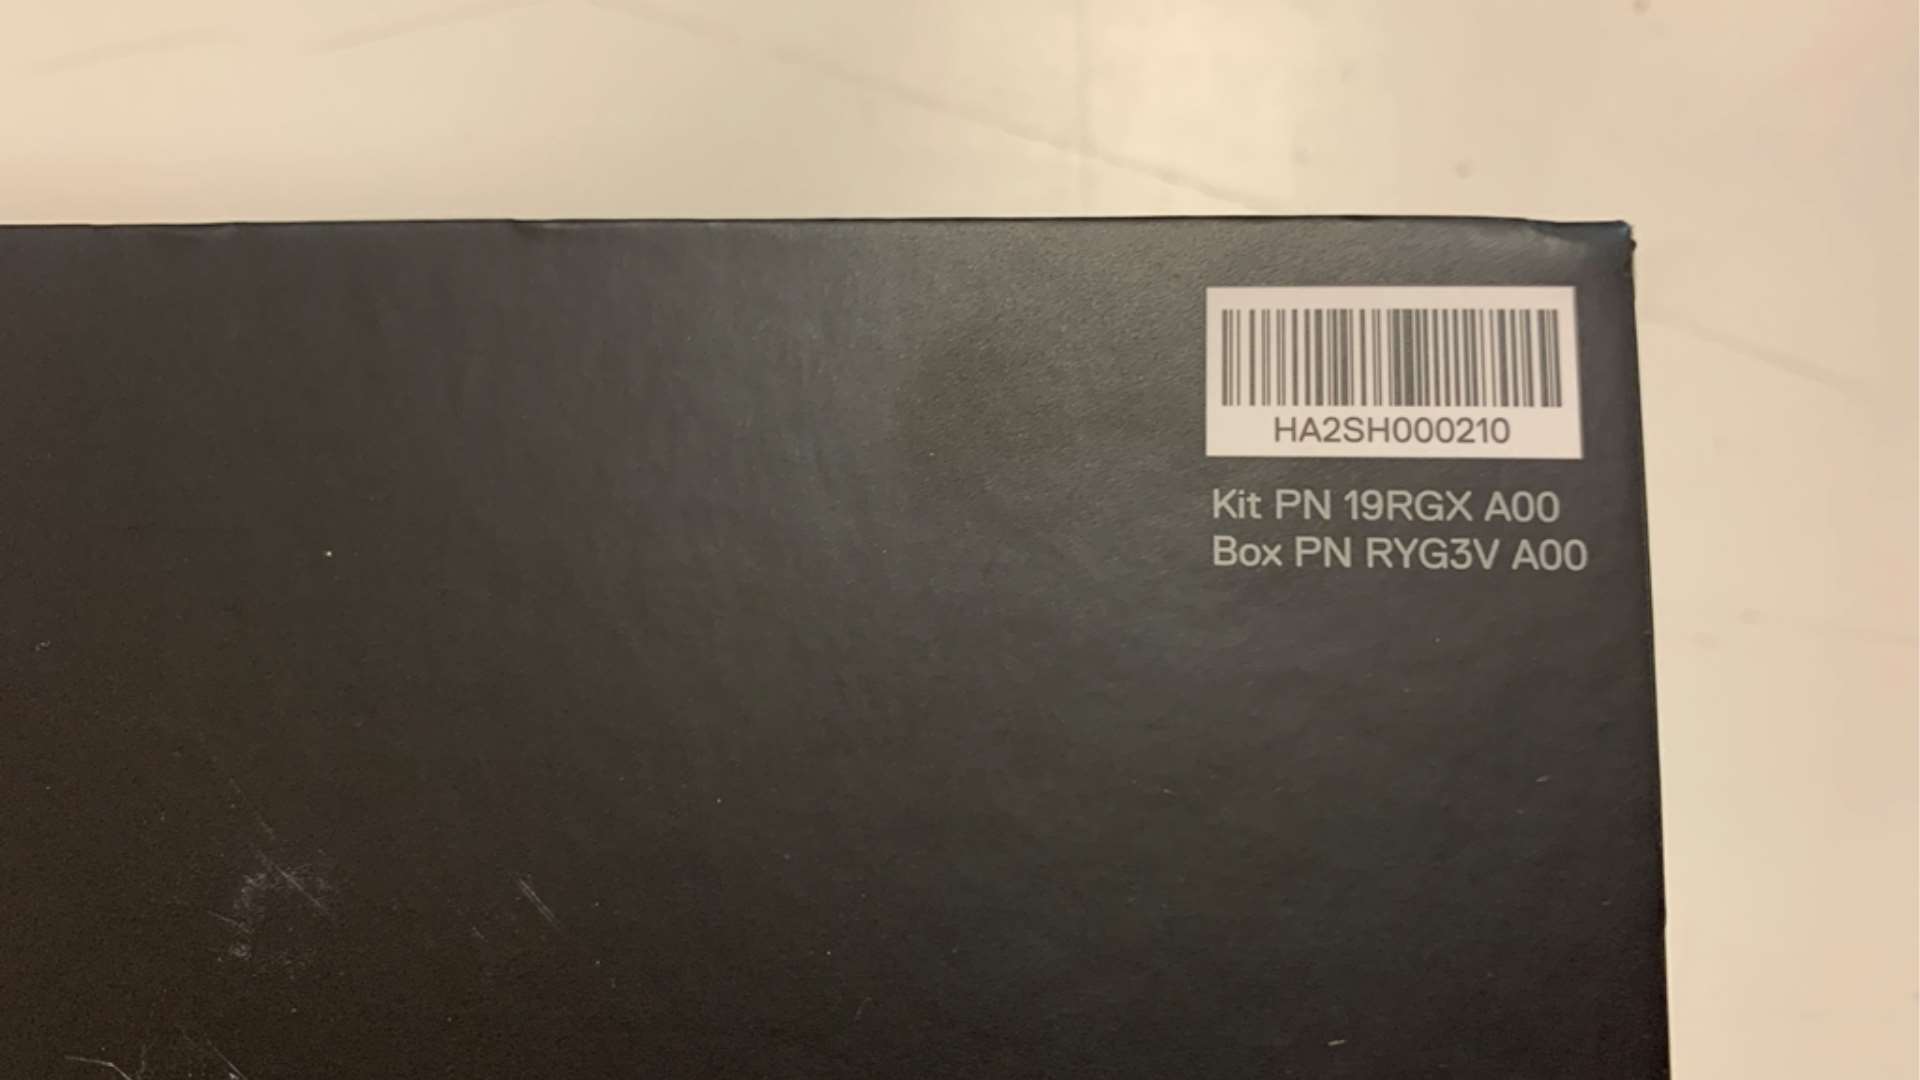 HA2SH000210
Kit PN 19RGX A00
Box PN RYG3V A00